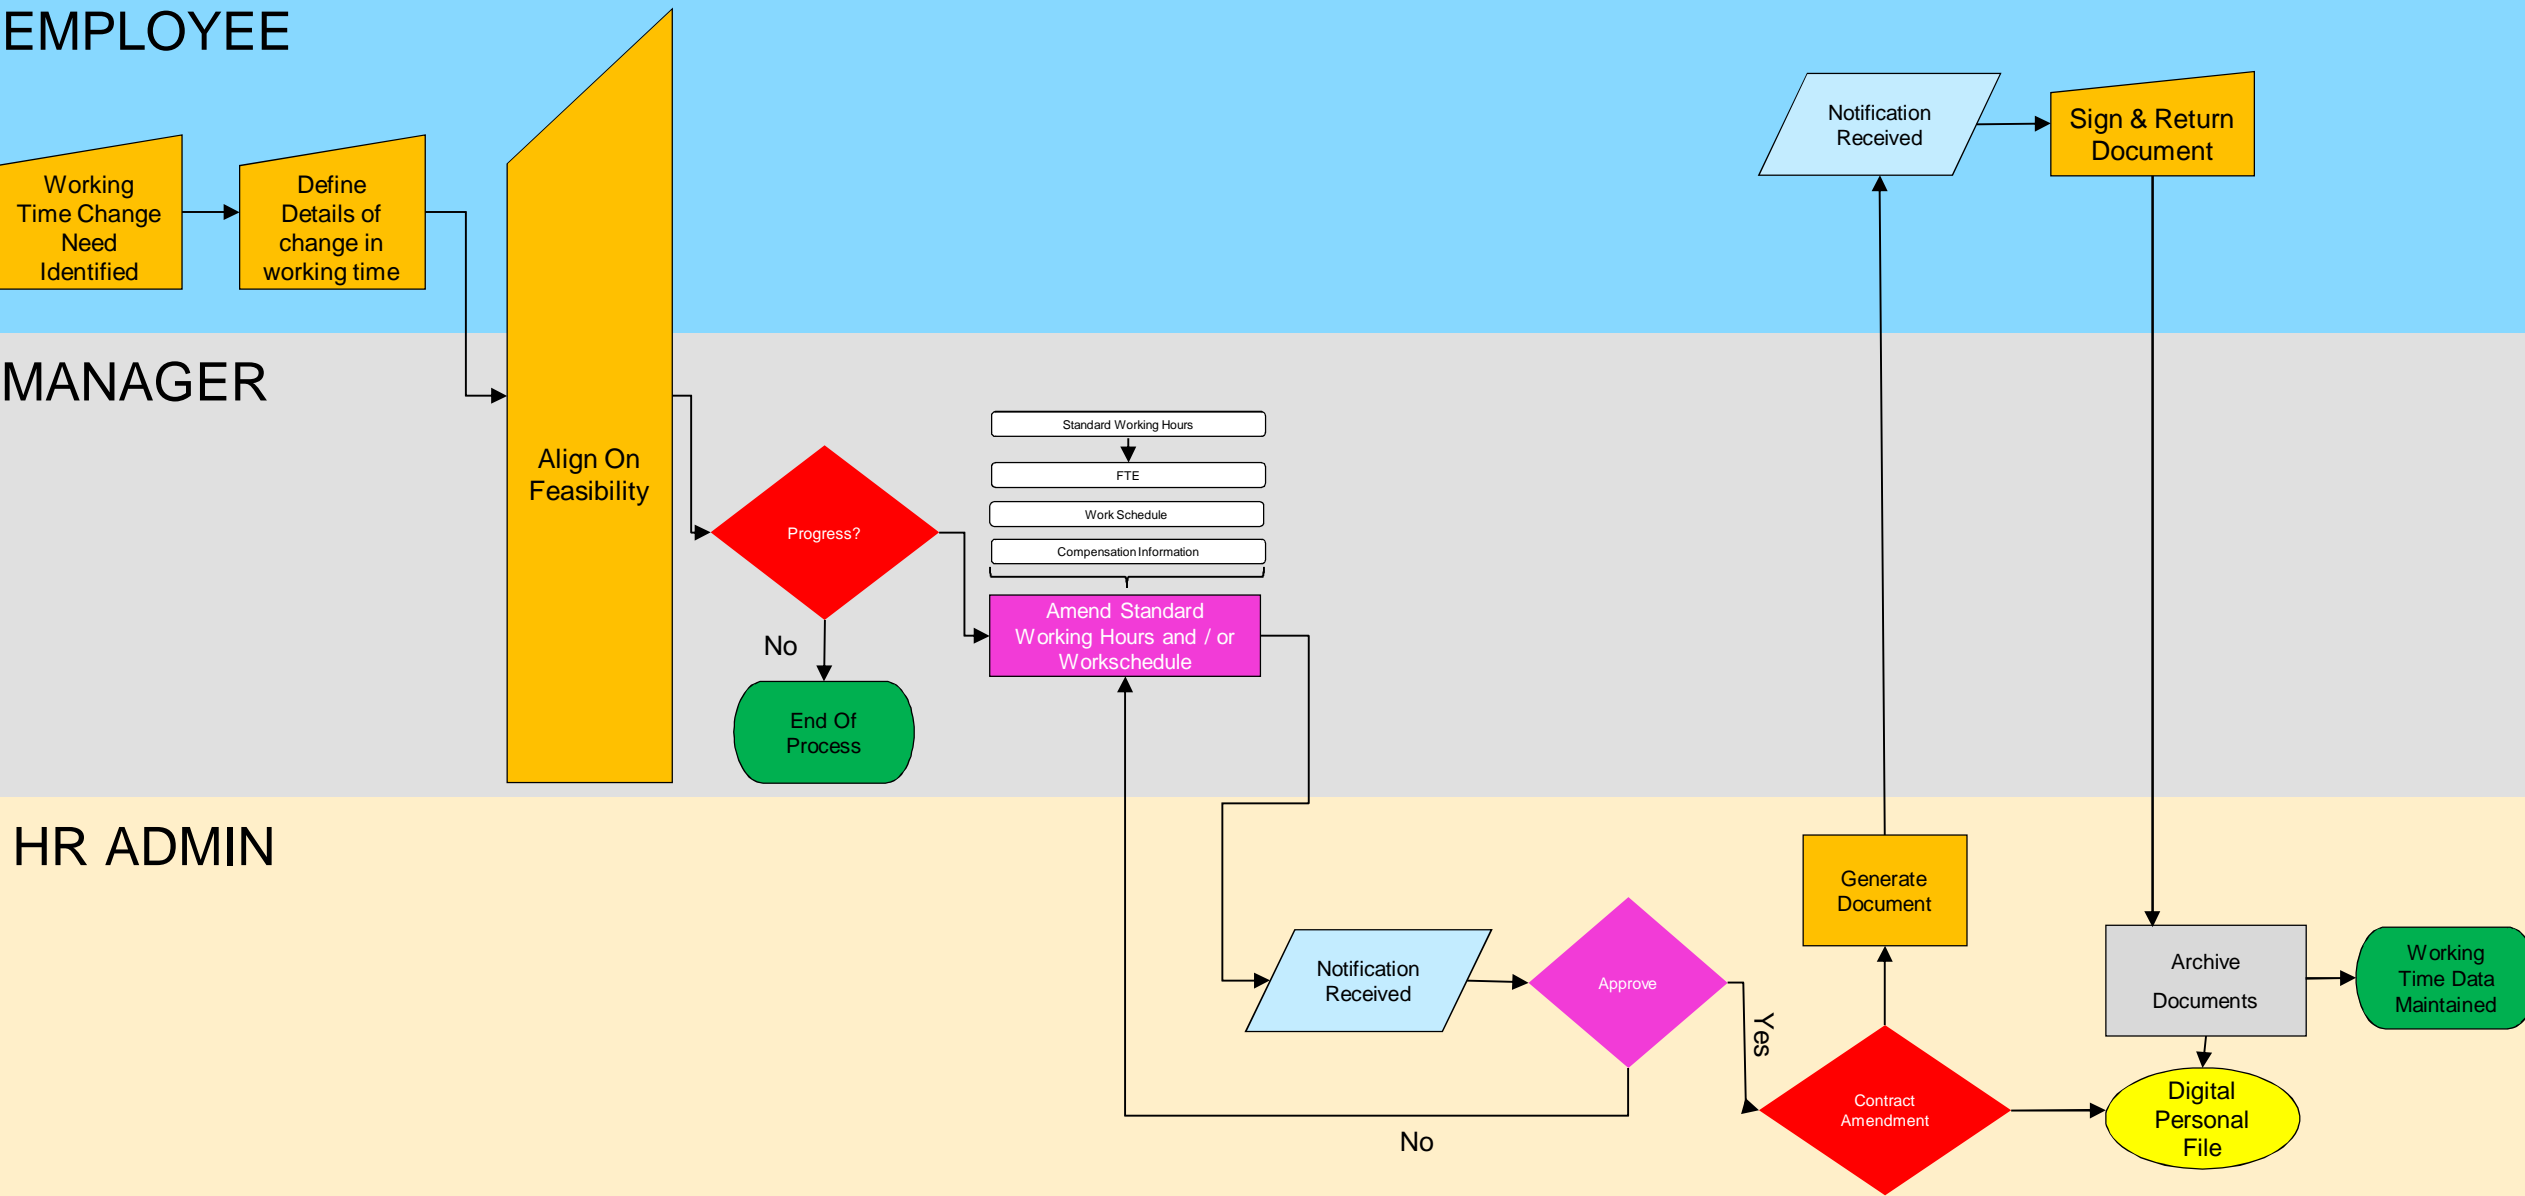 EMPLOYEE
Working
Time Change
Need
Identified
Define
Details of
change in
working time
Notification
Received
Sign & Return
Document
MANAGER
Align On
Feasibility
Progress?
No
End Of
Process
Standard Working Hours
FTE
Work Schedule
Compensation Information
Amend Standard
Working Hours and / or
Workschedule
HR ADMIN
Notification
Received
Approve
Yes
No
Generate
Document
Contract
Amendment
Archive
Documents
Working
Time Data
Maintained
Digital
Personal
File